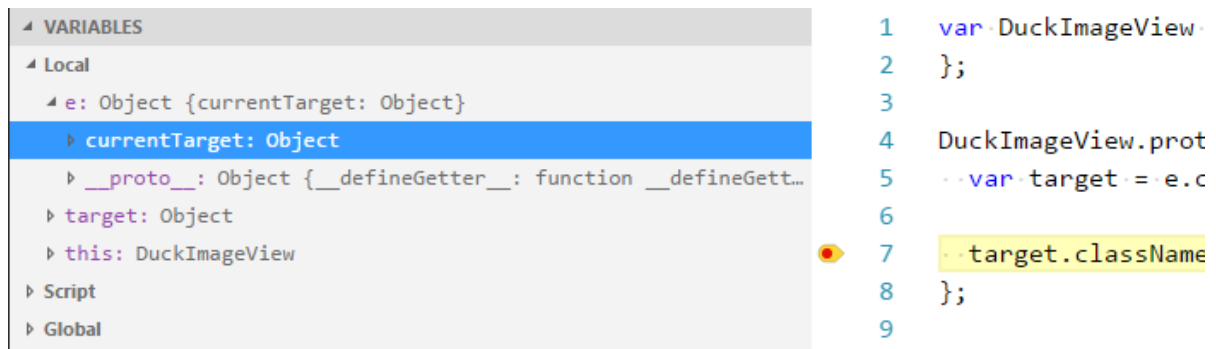 VARIABLES
Local
e: Object {currentTarget: Object}
currentTarget: Object
__proto__: Object {__defineGetter__: function __defineGett…
target: Object
this: DuckImageView
Script
Global
1 var DuckImageView
2 };
3
4 DuckImageView.prot
5 var target = e.c
6
7 target.className
8 };
9